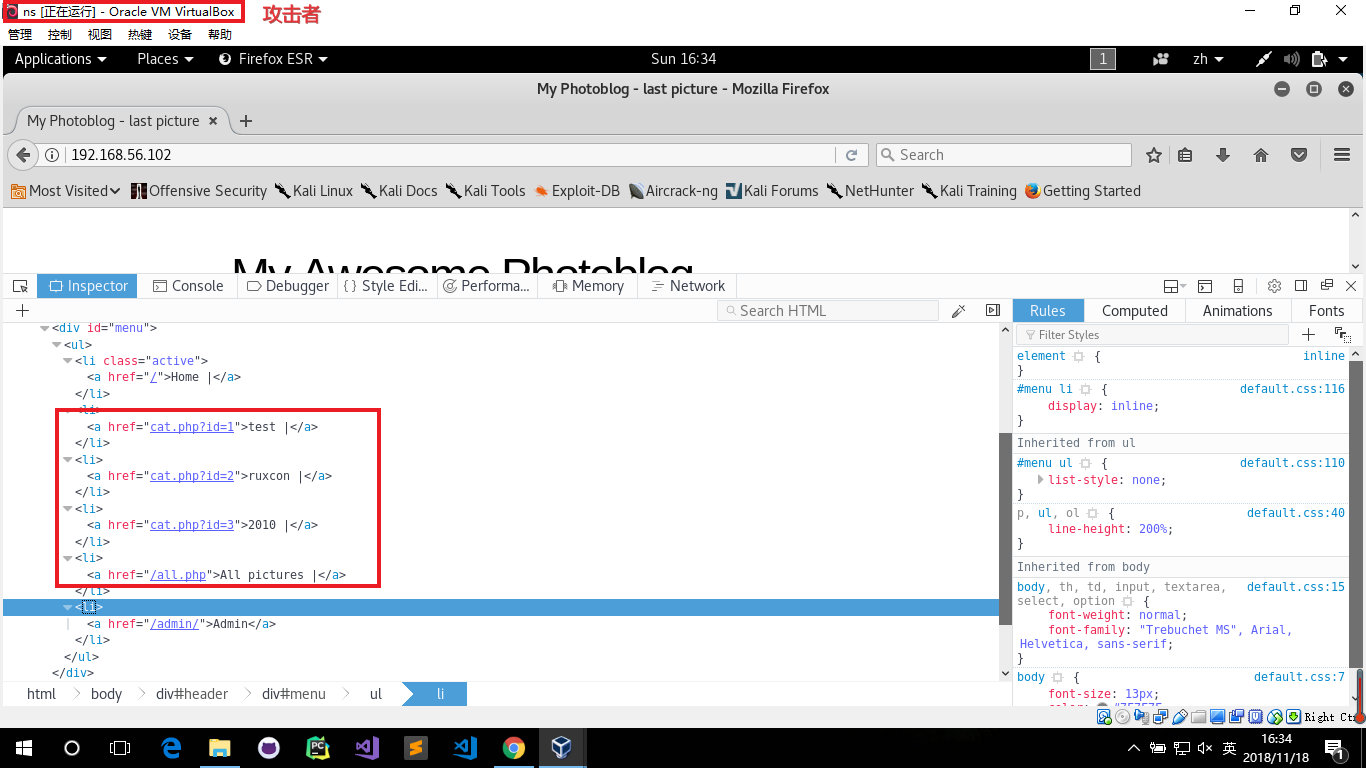 ns [正在运行] - Oracle VM VirtualBox 攻击者
管理 控制 视图 热键 设备 帮助
Applications Places Firefox ESR Sun 16:34 1 zh
My Photoblog - last picture - Mozilla Firefox
My Photoblog - last picture
192.168.56.102 Search
Most Visited Offensive Security Kali Linux Kali Docs Kali Tools Exploit-DB Aircrack-ng Kali Forums NetHunter Kali Training Getting Started
My Awesome Photoblog
Inspector Console Debugger { } Style Edi... Performa... Memory Network
Search HTML
<div id="menu">
<ul>
<li class="active">
<a href="/">Home |</a>
</li>
<li>
<a href="cat.php?id=1">test |</a>
</li>
<li>
<a href="cat.php?id=2">ruxcon |</a>
</li>
<li>
<a href="cat.php?id=3">2010 |</a>
</li>
<li>
<a href="/all.php">All pictures |</a>
</li>
<li>
<a href="/admin/">Admin</a>
</li>
</ul>
</div>
html body div#header div#menu ul li
Rules Computed Animations Fonts
Filter Styles
element { inline
}
#menu li { default.css:116
display: inline;
}
Inherited from ul
#menu ul { default.css:110
list-style: none;
}
p, ul, ol { default.css:40
line-height: 200%;
}
Inherited from body
body, th, td, input, textarea, default.css:15
select, option {
font-weight: normal;
font-family: "Trebuchet MS", Arial,
Helvetica, sans-serif;
}
body { default.css:7
font-size: 13px;
Right Ctrl
英 16:34
2018/11/18 1